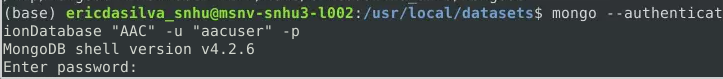 (base) ericdasilva_snhu@msnv-snhu3-l002:/usr/local/datasets$ mongo --authenticat
ionDatabase "AAC" -u "aacuser" -p
MongoDB shell version v4.2.6
Enter password: